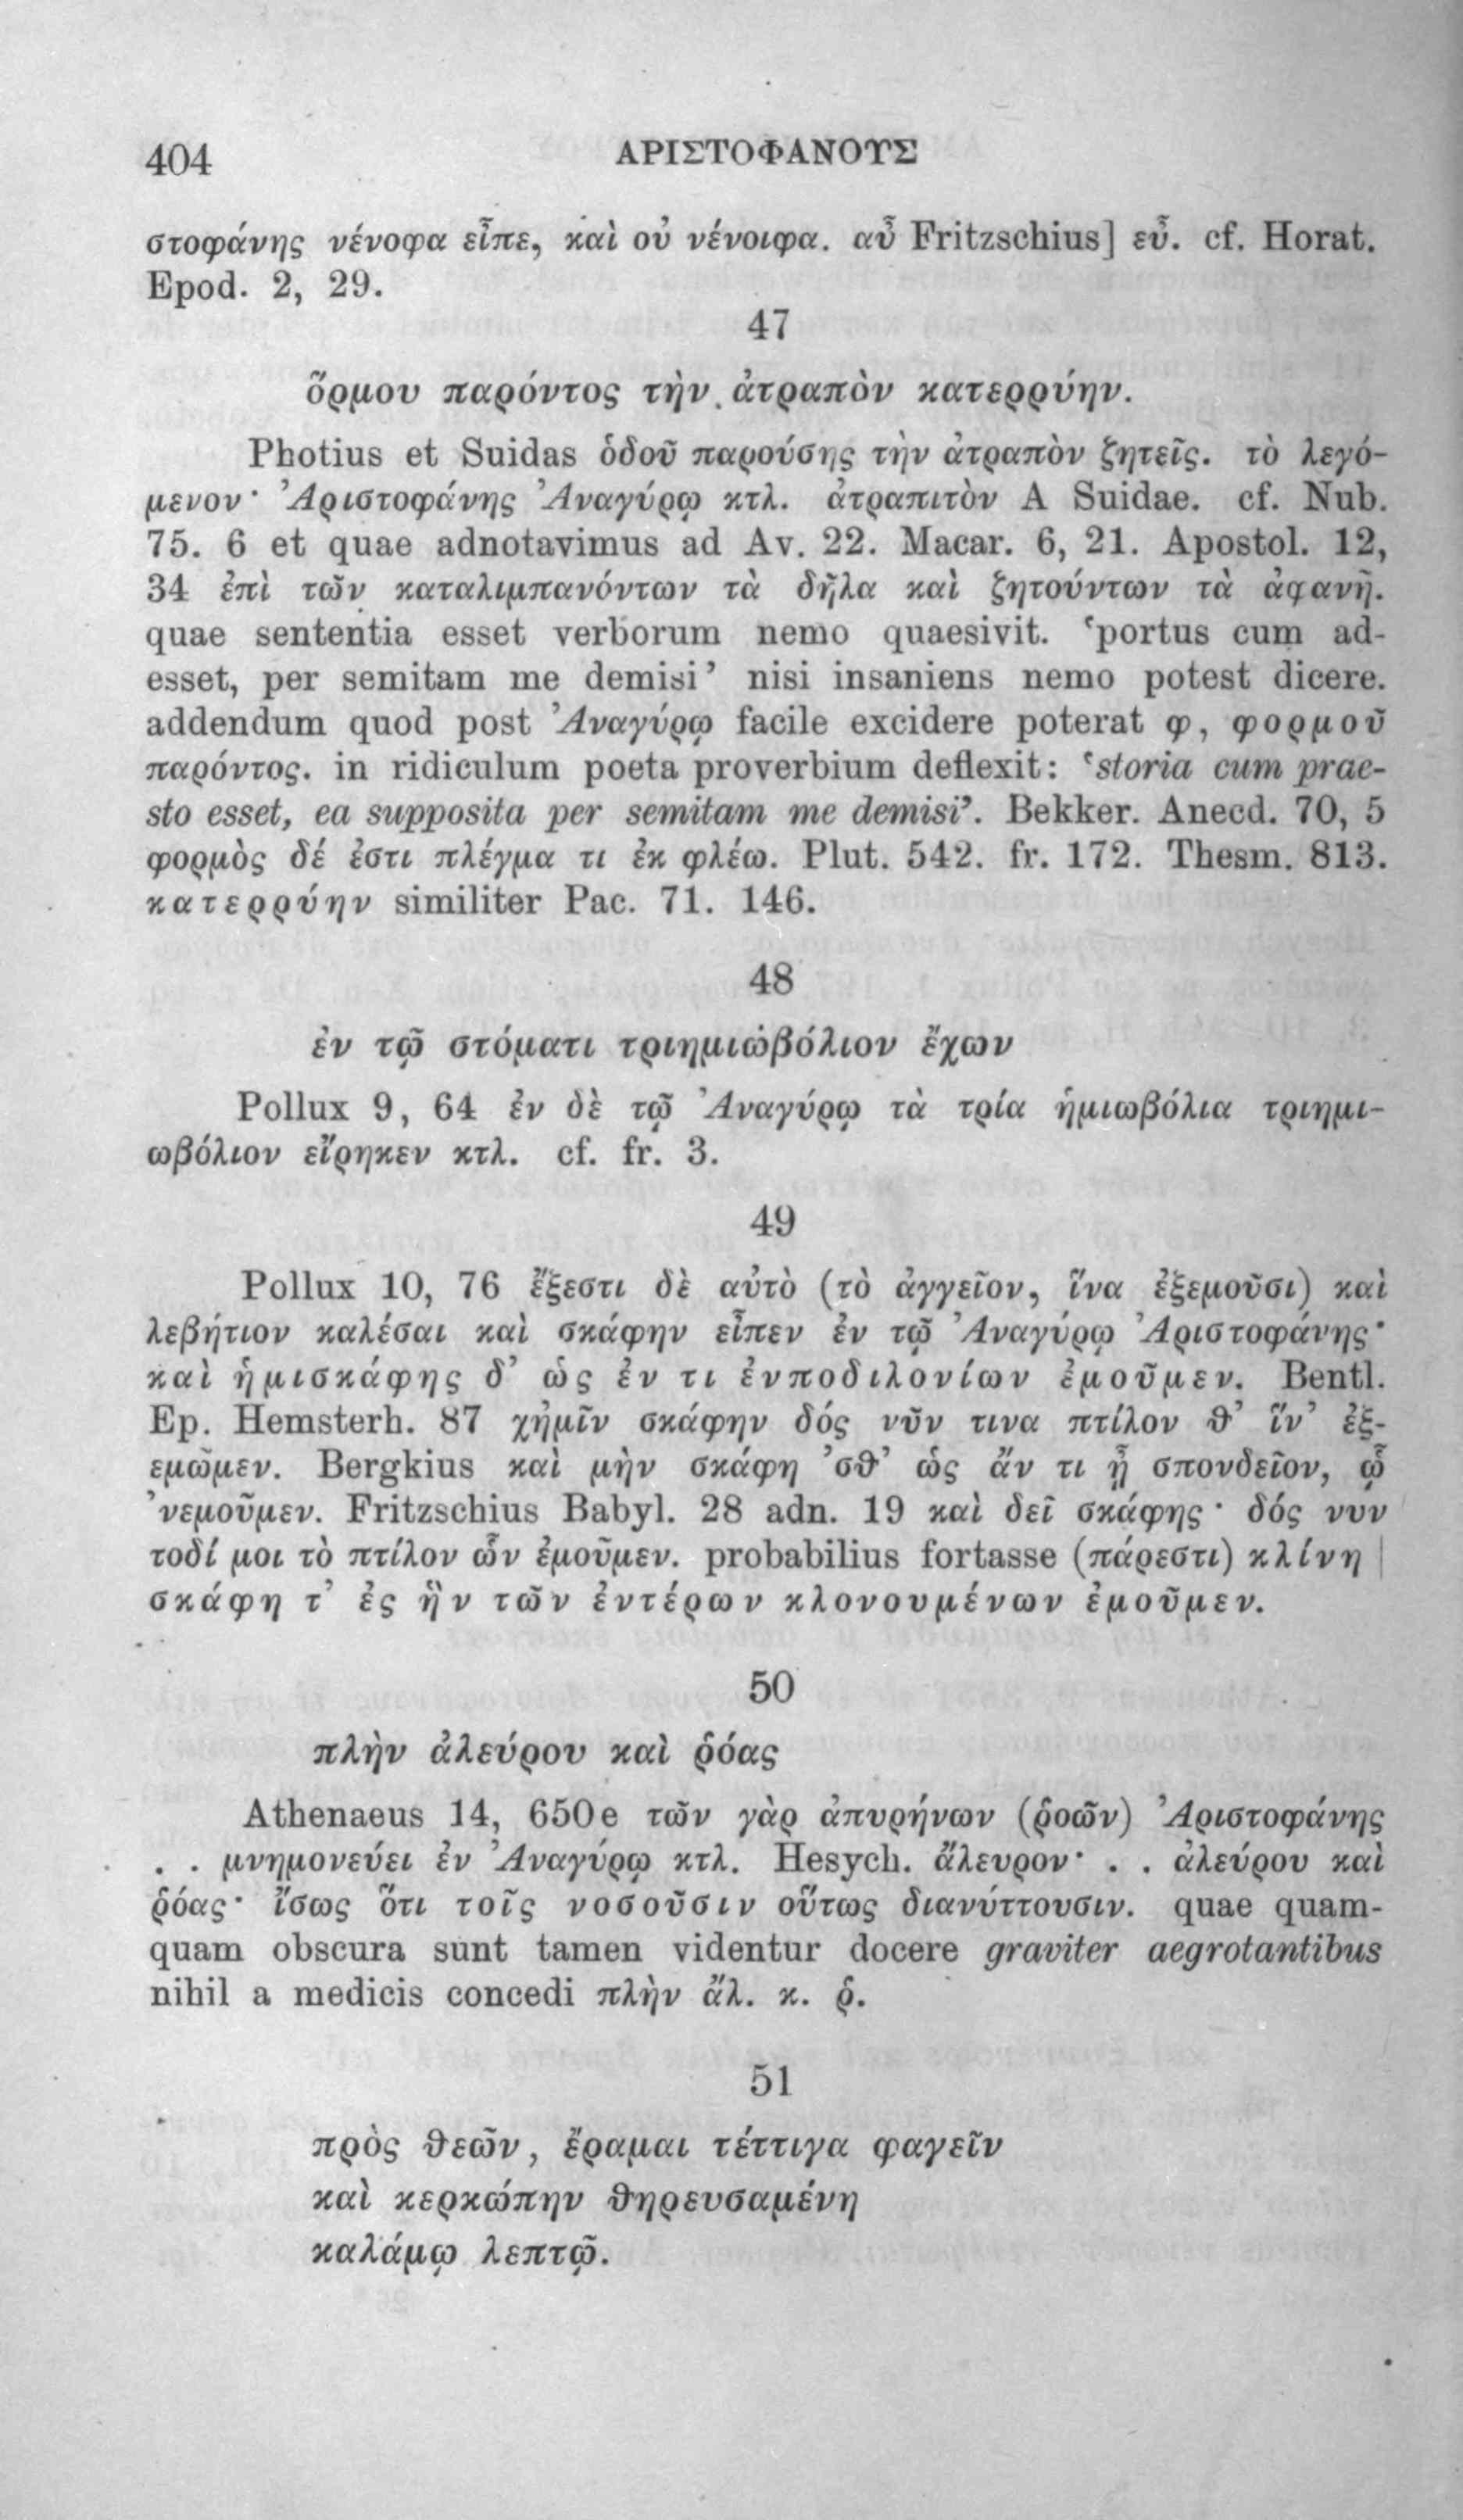 404
ΑΡΙΣΤΟΦΑΝΟΥΣ
στοφάνης νένοφα εἶπε, καὶ οὐ νένοιφα. αὖ Fritzschius] εὖ. cf. Horat.
Epod. 2, 29.
47
ὅρμου παρόντος τὴν ἀτραπὸν κατερρύην.
Photius et Suidas ὁδοῦ παρούσης τὴν ἀτραπὸν ζητεῖς. τὸ λεγό-
μενον· Ἀριστοφάνης Ἀναγύρῳ κτλ. ἀτραπιτὸν A Suidae. cf. Nub.
75. 6 et quae adnotavimus ad Av. 22. Macar. 6, 21. Apostol. 12,
34 ἐπὶ τῶν καταλιμπανόντων τὰ δῆλα καὶ ζητούντων τὰ ἀφανῆ.
quae sententia esset verborum nemo quaesivit. ‘portus cum ad-
esset, per semitam me demisi’ nisi insaniens nemo potest dicere.
addendum quod post Ἀναγύρῳ facile excidere poterat φ, φορμοῦ
παρόντος. in ridiculum poeta proverbium deflexit: ‘storia cum prae-
sto esset, ea supposita per semitam me demisi’. Bekker. Anecd. 70, 5
φορμὸς δέ ἐστι πλέγμα τι ἐκ φλέω. Plut. 542. fr. 172. Thesm. 813.
κατερρύην similiter Pac. 71. 146.
48
ἐν τῷ στόματι τριημιωβόλιον ἔχων
Pollux 9, 64 ἐν δὲ τῷ Ἀναγύρῳ τὰ τρία ἡμιωβόλια τριημι-
ωβόλιον εἴρηκεν κτλ. cf. fr. 3.
49
Pollux 10, 76 ἔξεστι δὲ αὐτὸ (τὸ ἀγγεῖον, ἵνα ἐξεμοῦσι) καὶ
λεβήτιον καλέσαι καὶ σκάφην εἶπεν ἐν τῷ Ἀναγύρῳ Ἀριστοφάνης·
καὶ ἡμισκάφης δ’ ὡς ἐν τι ἐνποδιλονίων ἐμοῦμεν. Bentl.
Ep. Hemsterh. 87 χἠμῖν σκάφην δός νῦν τινα πτίλον θ’ ἵν’ ἐξ-
εμῶμεν. Bergkius καὶ μὴν σκάφη ’σθ’ ὡς ἄν τι ᾖ σπονδεῖον, ᾧ
’νεμοῦμεν. Fritzschius Babyl. 28 adn. 19 καὶ δεῖ σκάφης· δός νυν
τοδί μοι τὸ πτίλον ὧν ἐμοῦμεν. probabilius fortasse (πάρεστι) κλίνη |
σκάφη τ’ ἐς ἣν τῶν ἐντέρων κλονουμένων ἐμοῦμεν.
50
πλὴν ἀλεύρου καὶ ῥόας
Athenaeus 14, 650e τῶν γὰρ ἀπυρήνων (ῥοῶν) Ἀριστοφάνης
. . μνημονεύει ἐν Ἀναγύρῳ κτλ. Hesych. ἄλευρον· . . ἀλεύρου καὶ
ῥόας· ἴσως ὅτι τοῖς νοσοῦσιν οὕτως διανύττουσιν. quae quam-
quam obscura sunt tamen videntur docere graviter aegrotantibus
nihil a medicis concedi πλὴν ἄλ. κ. ῥ.
51
πρὸς θεῶν, ἔραμαι τέττιγα φαγεῖν
καὶ κερκώπην θηρευσαμένη
καλάμῳ λεπτῷ.